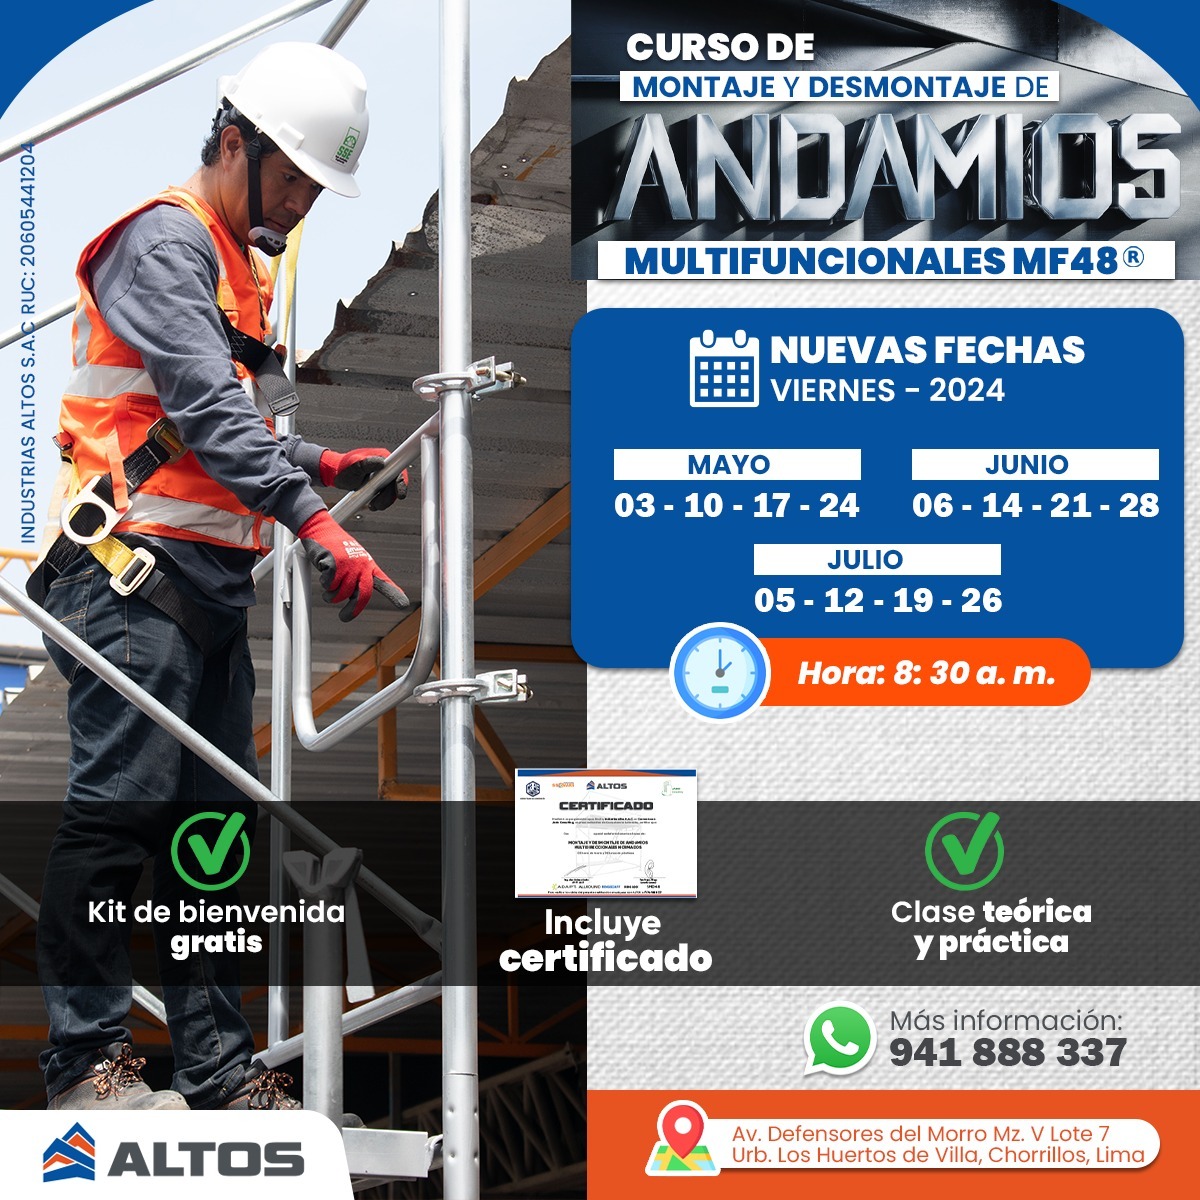 CURSO DE
MONTAJE Y DESMONTAJE DE
ANDAMIOS
MULTIFUNCIONALES MF48®
INDUSTRIAS ALTOS S.A.C RUC: 20605441204
SSE
NUEVAS FECHAS
VIERNES - 2024
MAYO
03 - 10 - 17 - 24
JUNIO
06 - 14 - 21 - 28
JULIO
05 - 12 - 19 - 26
Hora: 8: 30 a. m.
ALTOS
CERTIFICADO
Kit de bienvenida
gratis
Incluye
certificado
Clase teórica
y práctica
Más información:
941 888 337
ALTOS
Av. Defensores del Morro Mz. V Lote 7
Urb. Los Huertos de Villa, Chorrillos, Lima